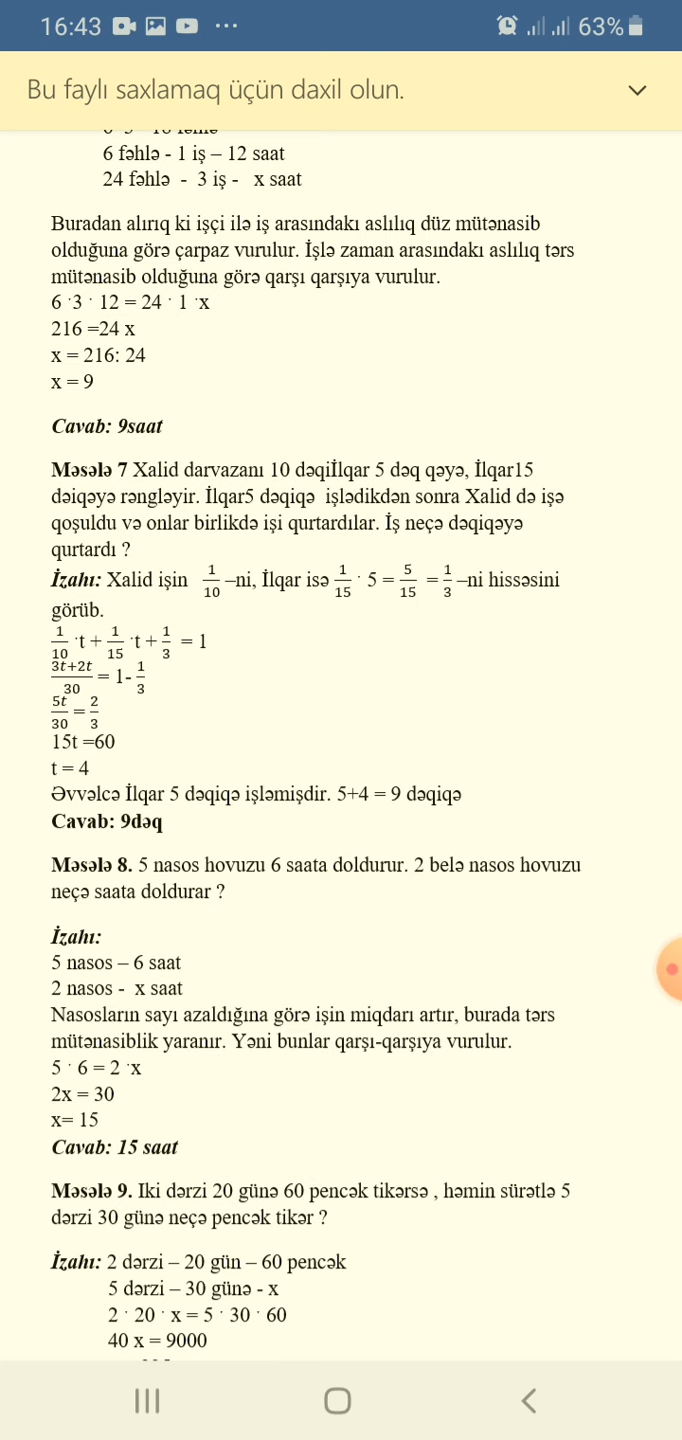 16:43 ... 63%
Bu faylı saxlamaq üçün daxil olun.
6 fəhlə - 1 iş – 12 saat
24 fəhlə - 3 iş - x saat
Buradan alırıq ki işçi ilə iş arasındakı aslılıq düz mütənasib
olduğuna görə çarpaz vurulur. İşlə zaman arasındakı aslılıq tərs
mütənasib olduğuna görə qarşı qarşıya vurulur.
6 ·3 · 12 = 24 · 1 ·x
216 =24 x
x = 216: 24
x = 9
Cavab: 9saat
Məsələ 7 Xalid darvazanı 10 dəqiİlqar 5 dəq qəyə, İlqar15
dəiqəyə rəngləyir. İlqar5 dəqiqə işlədikdən sonra Xalid də işə
qoşuldu və onlar birlikdə işi qurtardılar. İş neçə dəqiqəyə
qurtardı ?
İzahı: Xalid işin 1/10 –ni, İlqar isə 1/15 · 5 = 5/15 = 1/3 –ni hissəsini
görüb.
1/10 ·t + 1/15 ·t + 1/3 = 1
3t+2t/30 = 1- 1/3
5t/30 = 2/3
15t =60
t = 4
Əvvəlcə İlqar 5 dəqiqə işləmişdir. 5+4 = 9 dəqiqə
Cavab: 9dəq
Məsələ 8. 5 nasos hovuzu 6 saata doldurur. 2 belə nasos hovuzu
neçə saata doldurar ?
İzahı:
5 nasos – 6 saat
2 nasos - x saat
Nasosların sayı azaldığına görə işin miqdarı artır, burada tərs
mütənasiblik yaranır. Yəni bunlar qarşı-qarşıya vurulur.
5 · 6 = 2 ·x
2x = 30
x= 15
Cavab: 15 saat
Məsələ 9. Iki dərzi 20 günə 60 pencək tikərsə , həmin sürətlə 5
dərzi 30 günə neçə pencək tikər ?
İzahı: 2 dərzi – 20 gün – 60 pencək
5 dərzi – 30 günə - x
2 · 20 · x = 5 · 30 · 60
40 x = 9000